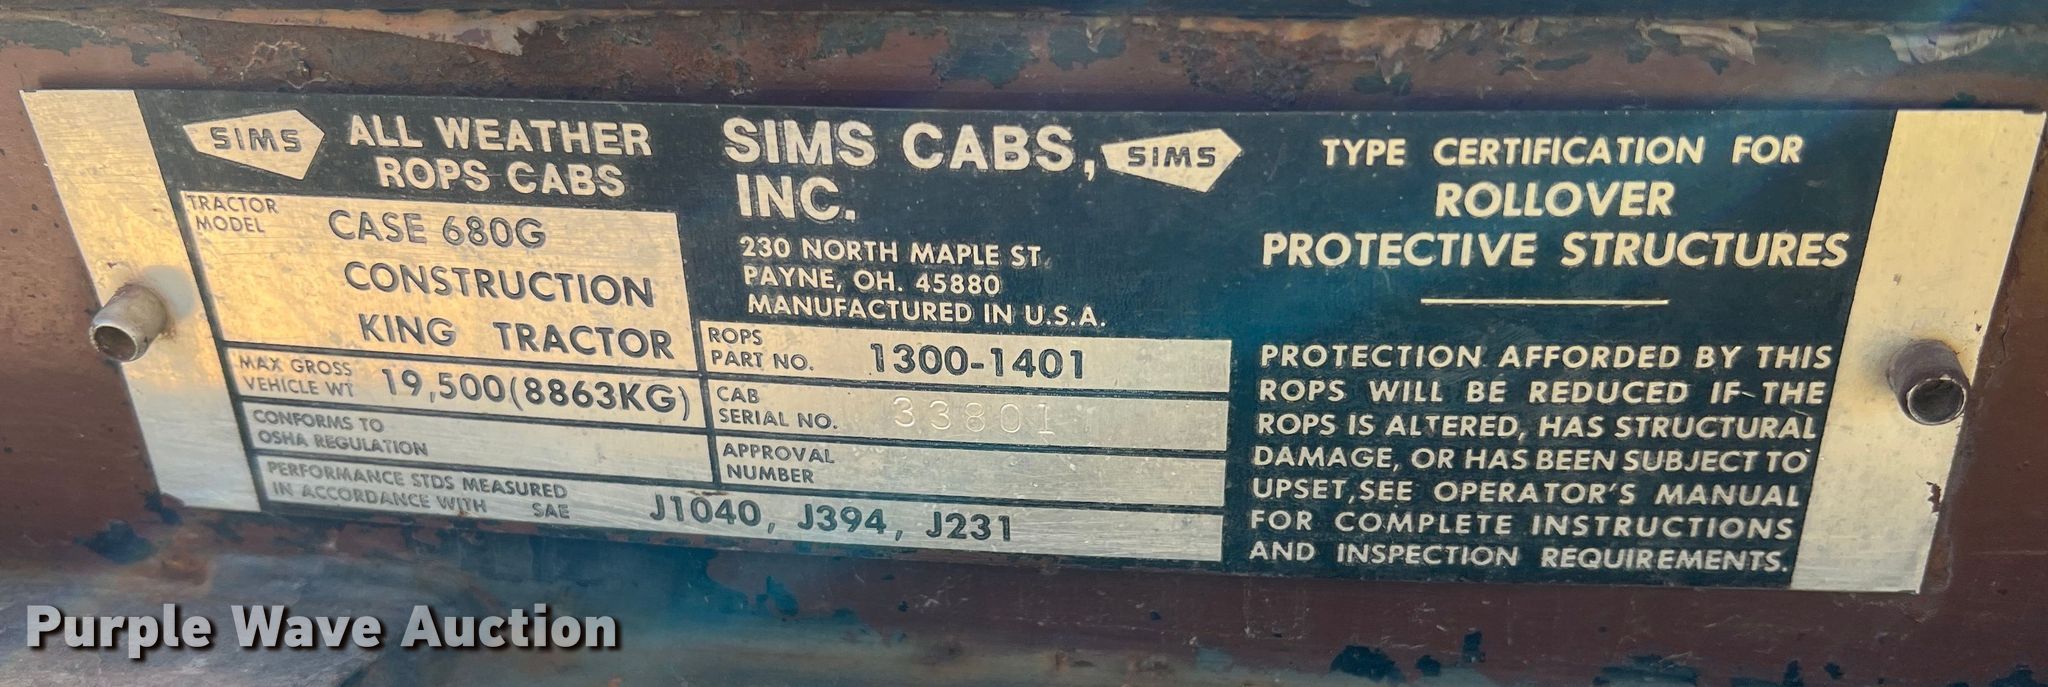 SIMS
ALL WEATHER
ROPS CABS
TRACTOR
MODEL
CASE 680G
CONSTRUCTION
KING TRACTOR
MAX GROSS
VEHICLE WT
19,500(8863KG)
CONFORMS TO
OSHA REGULATION
PERFORMANCE STDS MEASURED
IN ACCORDANCE WITH SAE
J1040, J394, J231
SIMS CABS,
INC.
SIMS
230 NORTH MAPLE ST.
PAYNE, OH. 45880
MANUFACTURED IN U.S.A.
ROPS
PART NO.
1300-1401
CAB
SERIAL NO.
33801
APPROVAL
NUMBER
TYPE CERTIFICATION FOR
ROLLOVER
PROTECTIVE STRUCTURES
PROTECTION AFFORDED BY THIS
ROPS WILL BE REDUCED IF THE
ROPS IS ALTERED, HAS STRUCTURAL
DAMAGE, OR HAS BEEN SUBJECT TO
UPSET, SEE OPERATOR'S MANUAL
FOR COMPLETE INSTRUCTIONS
AND INSPECTION REQUIREMENTS.
Purple Wave Auction